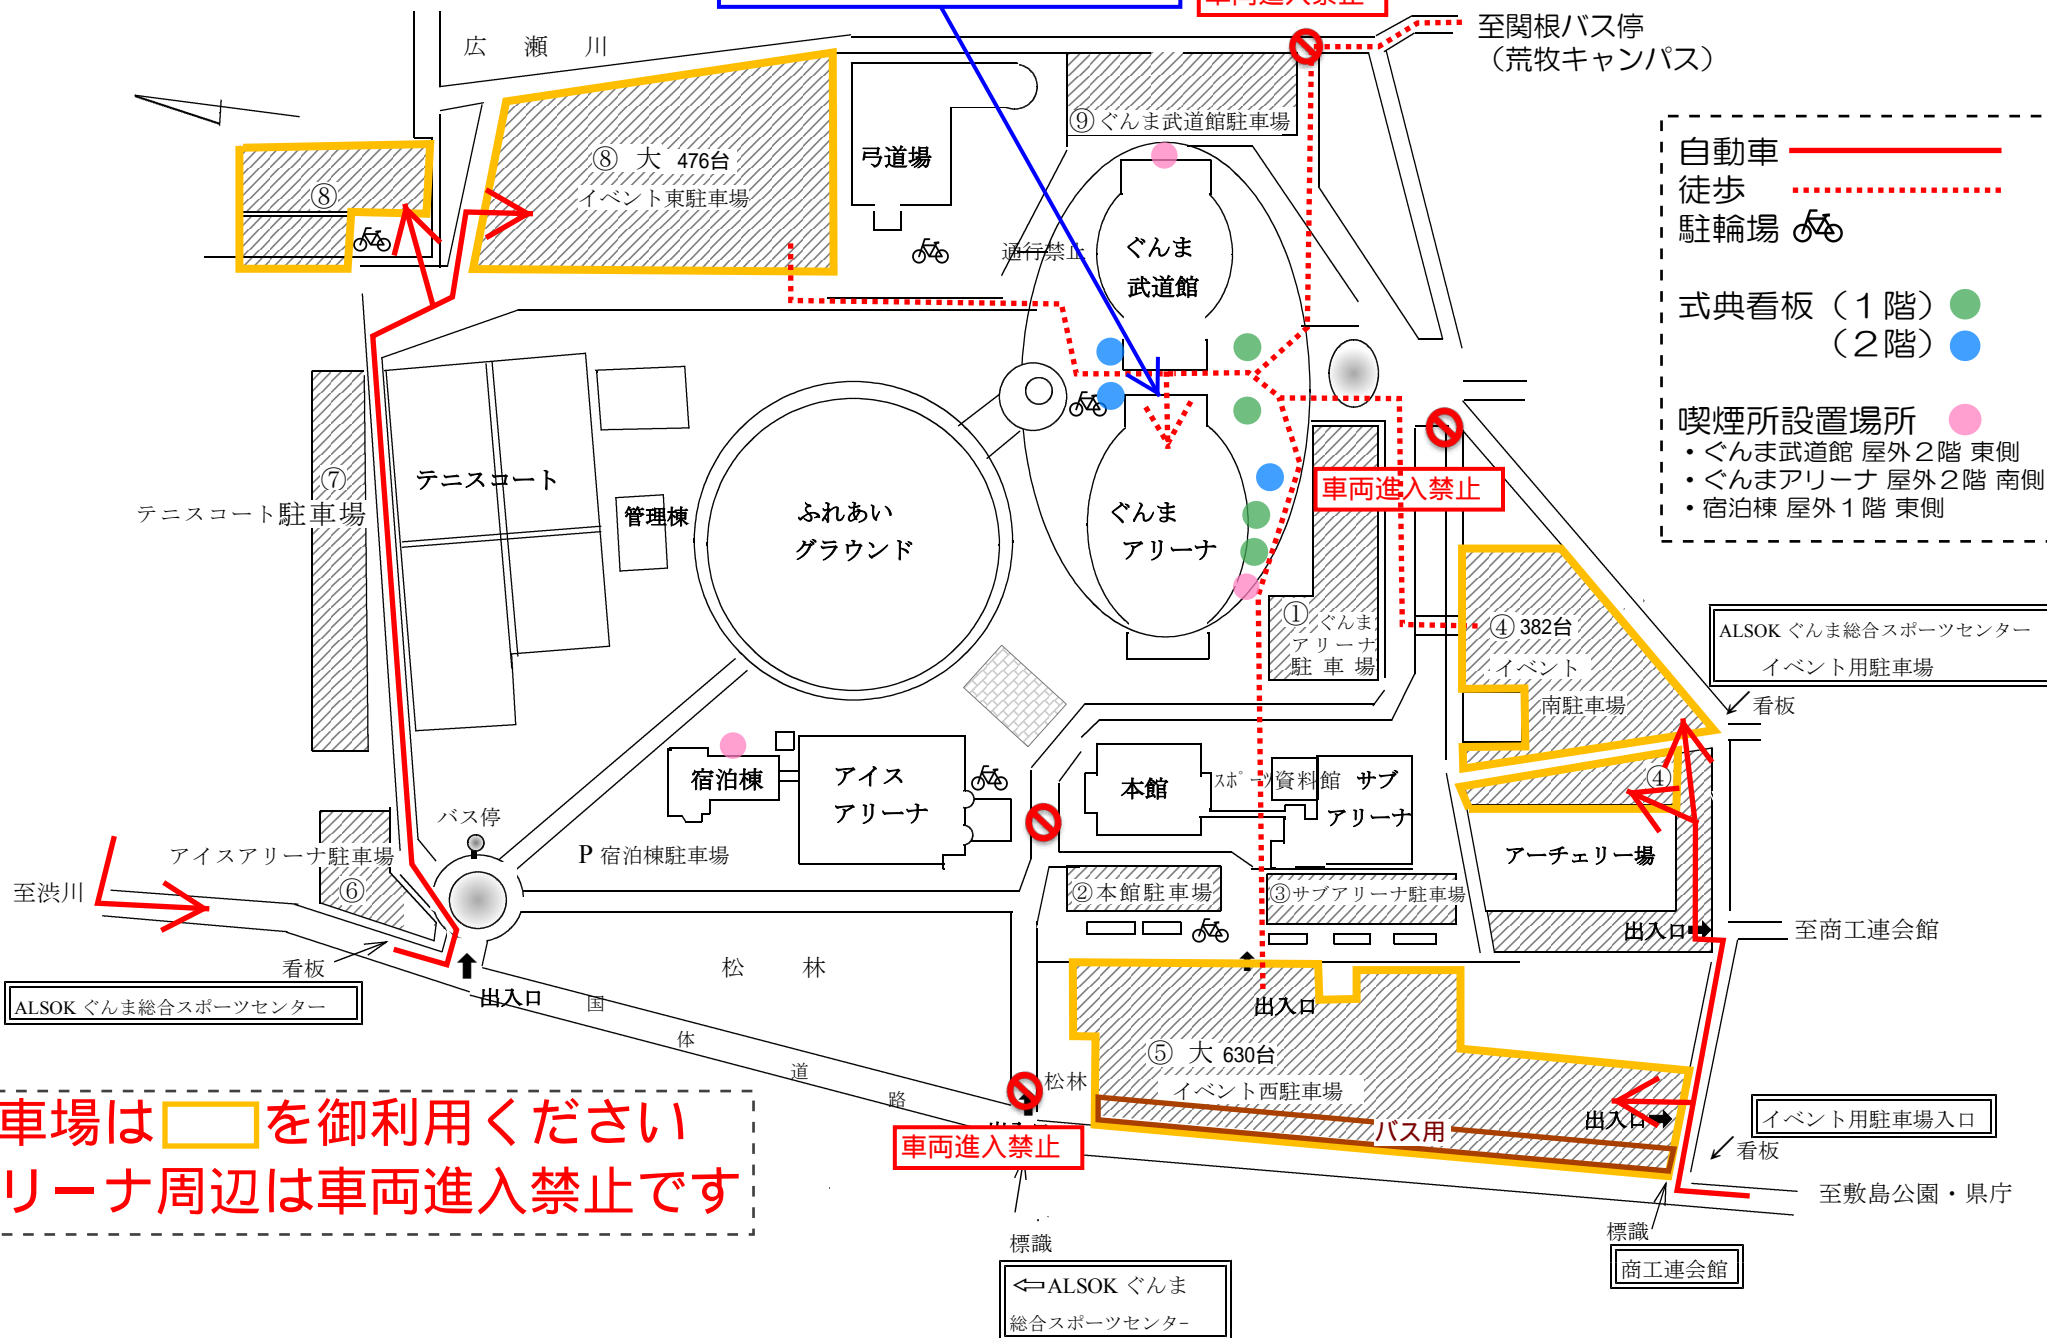 車両進入禁止
至関根バス停
（荒牧キャンパス）
広瀬川
⑨ぐんま武道館駐車場
自動車
徒歩
駐輪場
式典看板（１階）
（２階）
喫煙所設置場所
・ぐんま武道館 屋外２階 東側
・ぐんまアリーナ 屋外２階 南側
・宿泊棟 屋外１階 東側
⑧ 大 476台
イベント東駐車場
⑧
弓道場
通行禁止
ぐんま
武道館
⑦
テニスコート駐車場
テニスコート
管理棟
ふれあい
グラウンド
ぐんま
アリーナ
車両進入禁止
①ぐんま
アリーナ
駐車場
④ 382台
イベント
南駐車場
④
ALSOK ぐんま総合スポーツセンター
イベント用駐車場
看板
宿泊棟
アイス
アリーナ
本館
スポーツ資料館
サブ
アリーナ
アーチェリー場
バス停
P 宿泊棟駐車場
アイスアリーナ駐車場
⑥
至渋川
②本館駐車場
③サブアリーナ駐車場
出入口
至商工連会館
看板
ALSOK ぐんま総合スポーツセンター
出入口
松林
国体道路
出入口
⑤ 大 630台
イベント西駐車場
松林
バス用
出入口
イベント用駐車場入口
看板
車両進入禁止
至敷島公園・県庁
車場は を御利用ください
リーナ周辺は車両進入禁止です
標識
⇦ALSOK ぐんま
総合スポーツセンター
標識
商工連会館